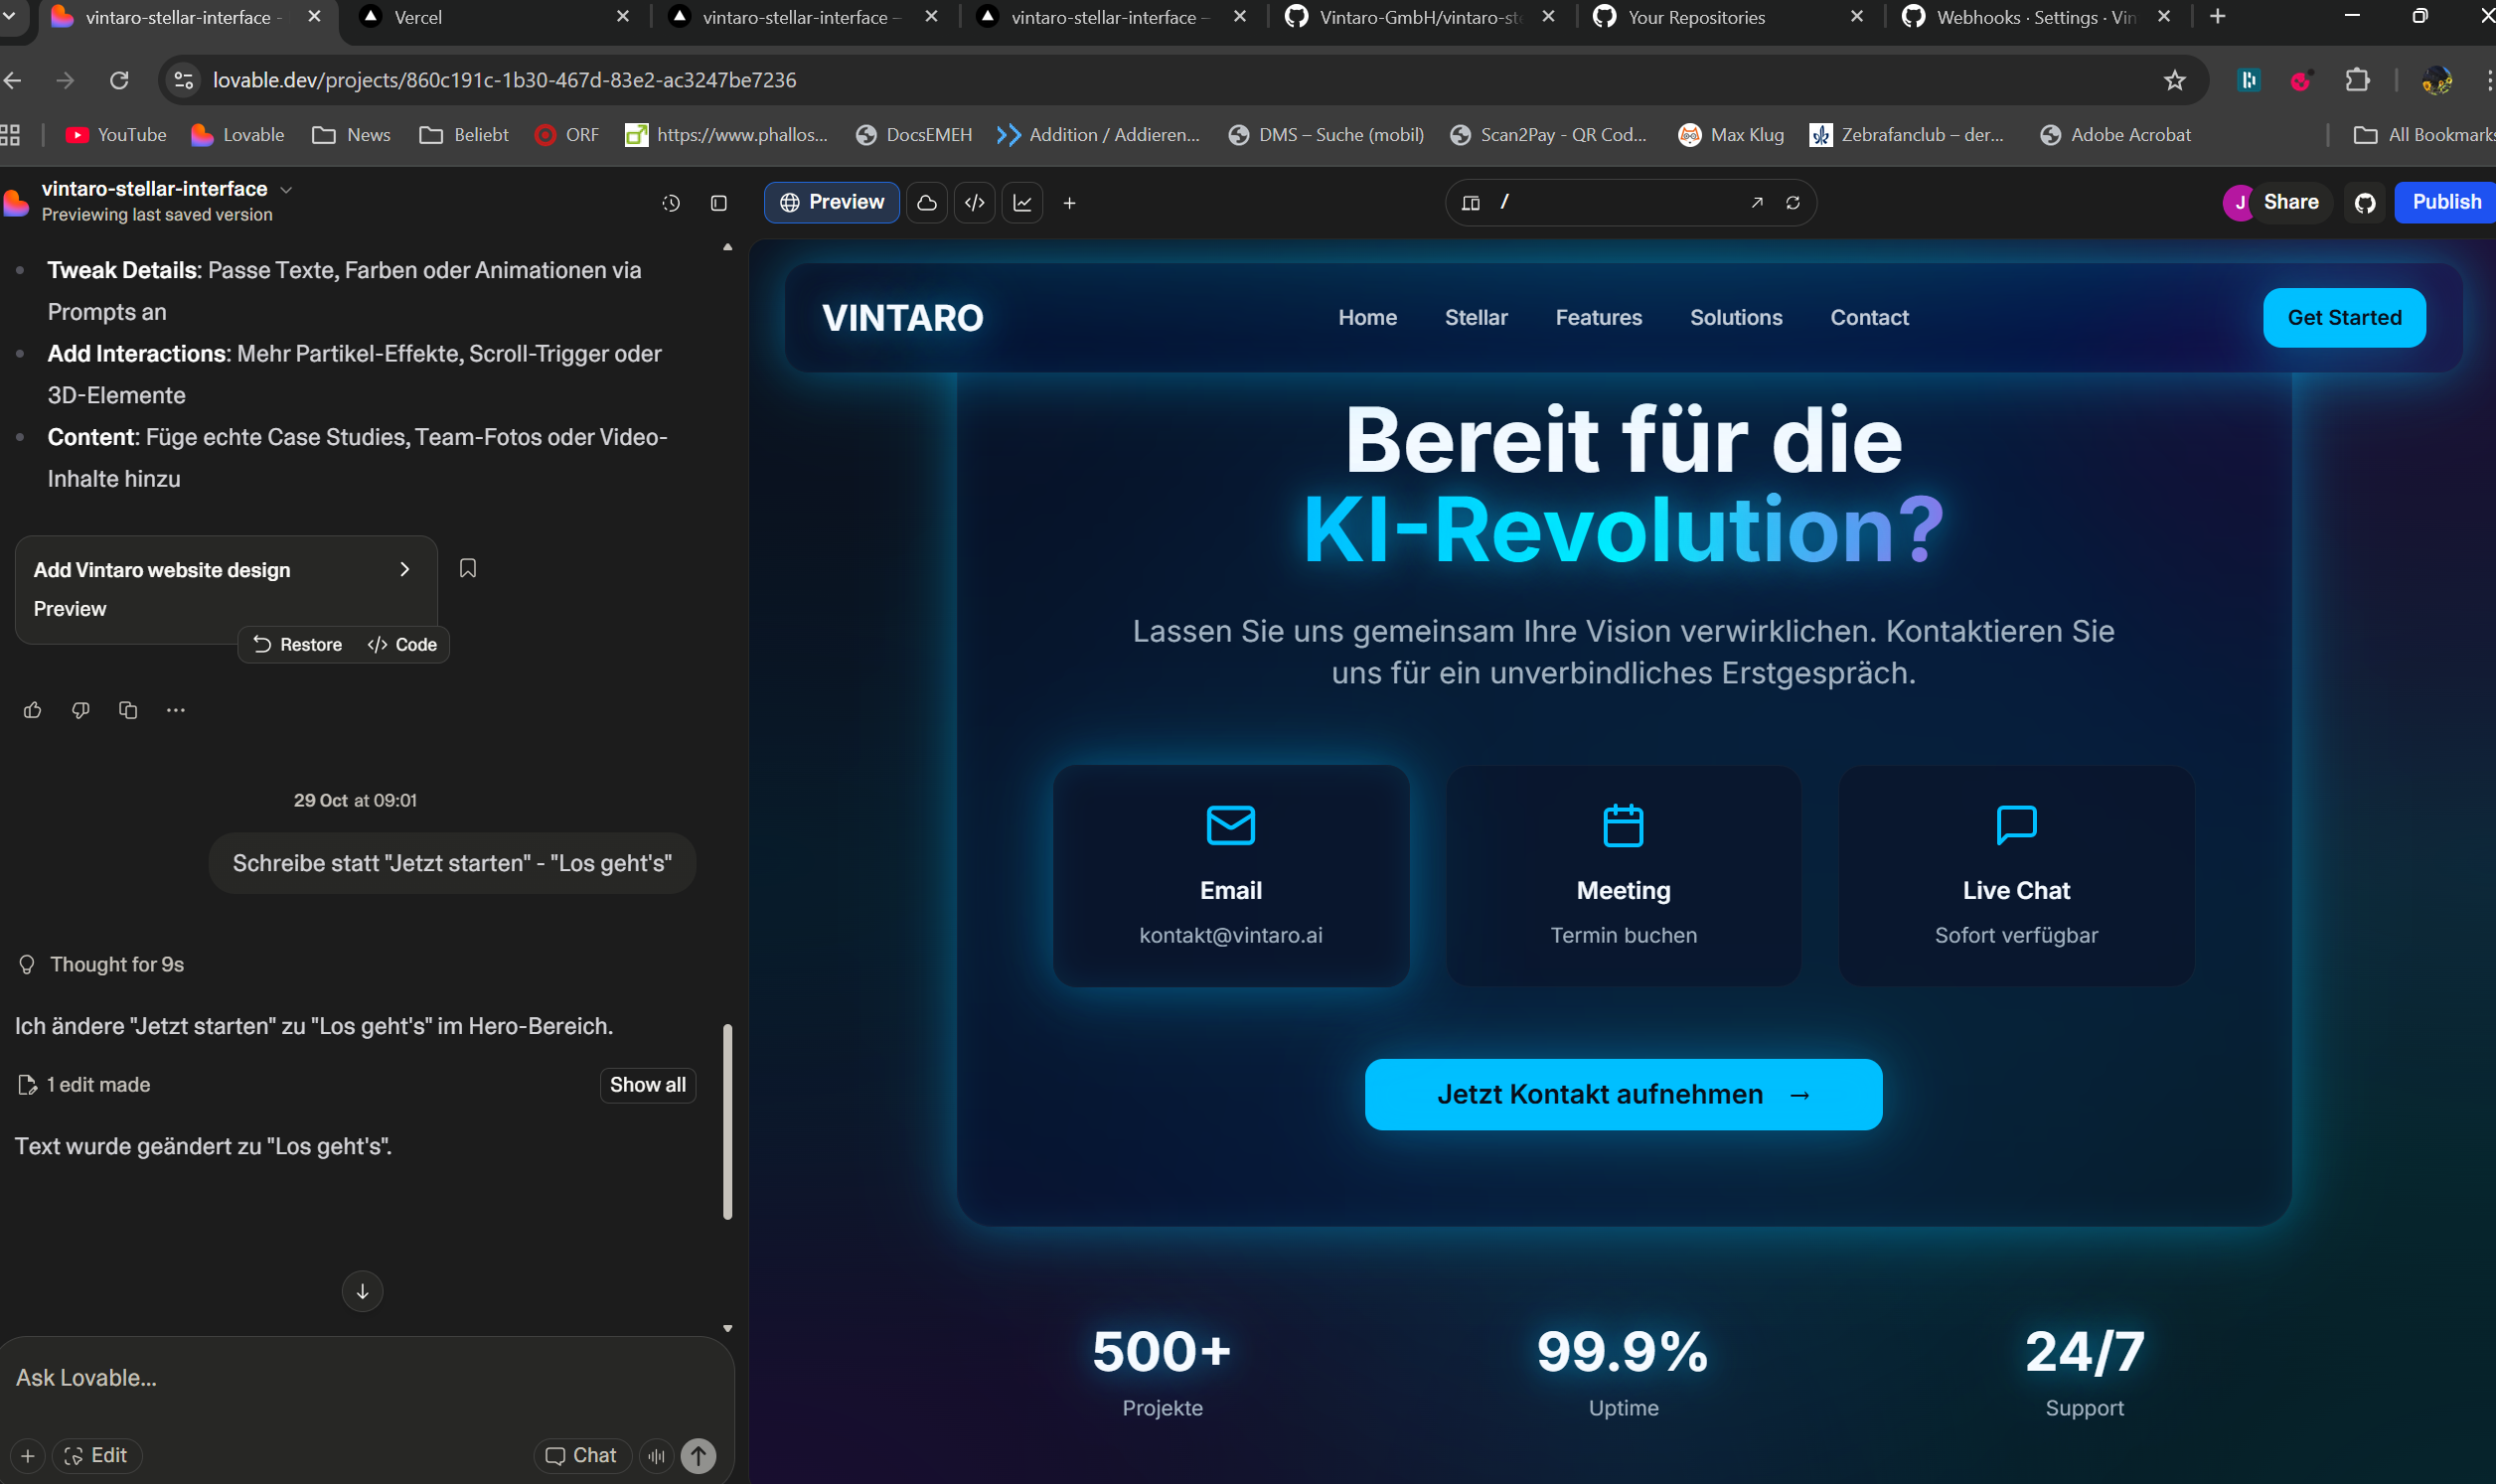 vintaro-stellar-interface -
Vercel
vintaro-stellar-interface –
vintaro-stellar-interface –
Vintaro-GmbH/vintaro-st
Your Repositories
Webhooks · Settings · Vin
lovable.dev/projects/860c191c-1b30-467d-83e2-ac3247be7236
YouTube
Lovable
News
Beliebt
ORF
https://www.phallos...
DocsEMEH
Addition / Addieren...
DMS – Suche (mobil)
Scan2Pay - QR Cod...
Max Klug
Zebrafanclub – der...
Adobe Acrobat
All Bookmarks
vintaro-stellar-interface
Previewing last saved version
Preview
/
J
Share
Publish
• Tweak Details: Passe Texte, Farben oder Animationen via
Prompts an
• Add Interactions: Mehr Partikel-Effekte, Scroll-Trigger oder
3D-Elemente
• Content: Füge echte Case Studies, Team-Fotos oder Video-
Inhalte hinzu
Add Vintaro website design
Preview
Restore
Code
29 Oct at 09:01
Schreibe statt "Jetzt starten" - "Los geht's"
Thought for 9s
Ich ändere "Jetzt starten" zu "Los geht's" im Hero-Bereich.
1 edit made
Show all
Text wurde geändert zu "Los geht's".
Ask Lovable...
Edit
Chat
VINTARO
Home
Stellar
Features
Solutions
Contact
Get Started
Bereit für die
KI-Revolution?
Lassen Sie uns gemeinsam Ihre Vision verwirklichen. Kontaktieren Sie
uns für ein unverbindliches Erstgespräch.
Email
kontakt@vintaro.ai
Meeting
Termin buchen
Live Chat
Sofort verfügbar
Jetzt Kontakt aufnehmen →
500+
Projekte
99.9%
Uptime
24/7
Support